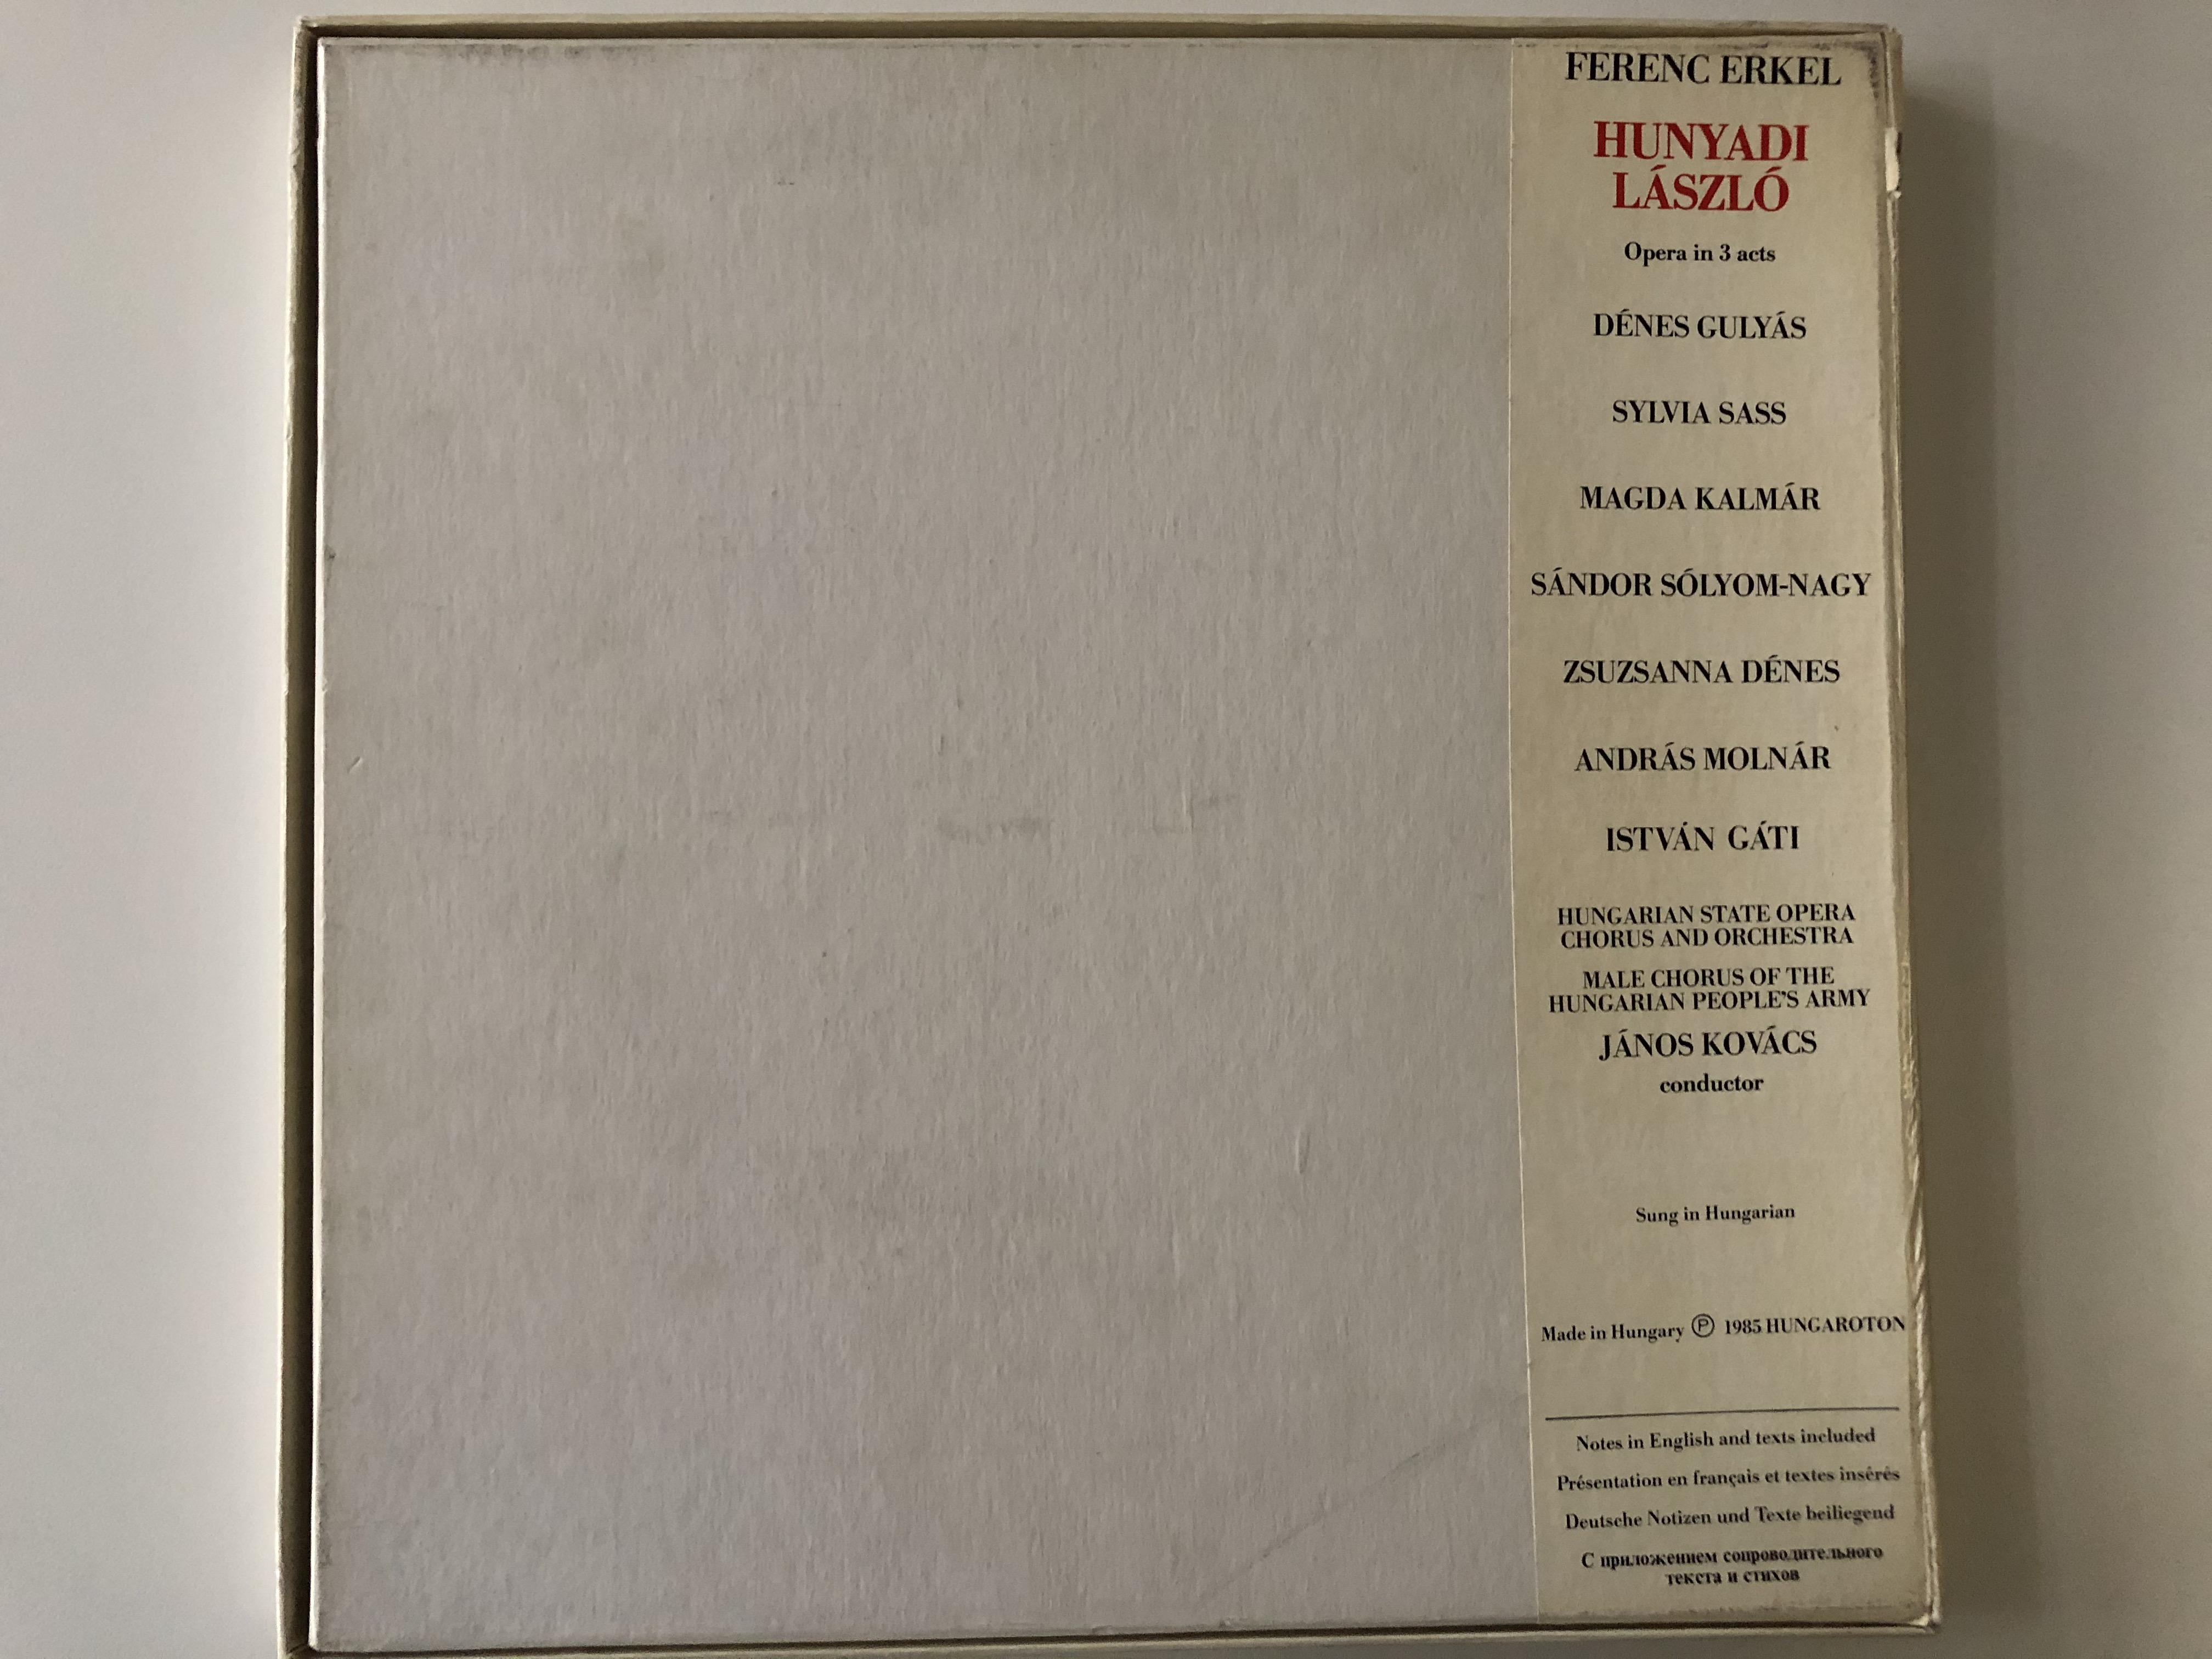 FERENC ERKEL
HUNYADI
LÁSZLÓ
Opera in 3 acts
DÉNES GULYÁS
SYLVIA SASS
MAGDA KALMÁR
SÁNDOR SÓLYOM-NAGY
ZSUZSANNA DÉNES
ANDRÁS MOLNÁR
ISTVÁN GÁTI
HUNGARIAN STATE OPERA
CHORUS AND ORCHESTRA
MALE CHORUS OF THE
HUNGARIAN PEOPLE'S ARMY
JÁNOS KOVÁCS
conductor
Sung in Hungarian
Made in Hungary Ⓟ 1985 HUNGAROTON
Notes in English and texts included
Présentation en français et textes insérés
Deutsche Notizen und Texte beiliegend
С приложением сопроводительного
текста и стихов